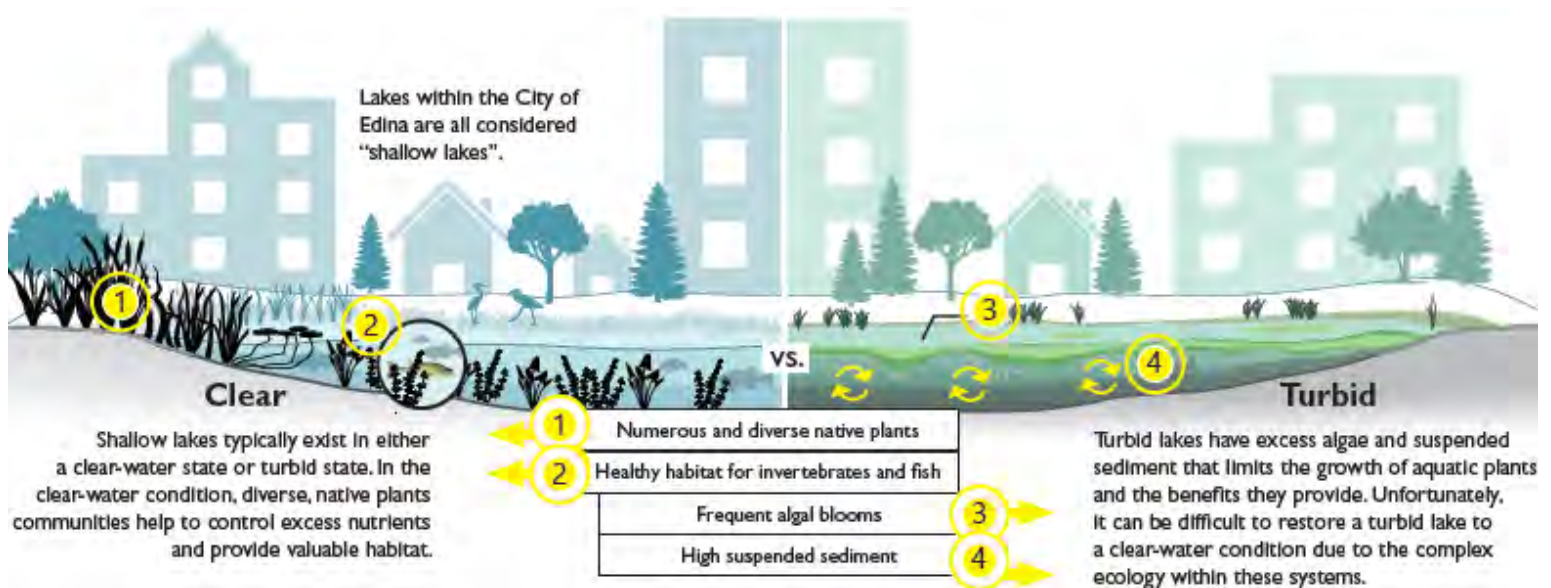 Lakes within the City of
Edina are all considered
“shallow lakes”.
1
2
3
4
vs.
Clear
Shallow lakes typically exist in either
a clear-water state or turbid state. In the
clear-water condition, diverse, native plants
communities help to control excess nutrients
and provide valuable habitat.
1 Numerous and diverse native plants
2 Healthy habitat for invertebrates and fish
Frequent algal blooms 3
High suspended sediment 4
Turbid
Turbid lakes have excess algae and suspended
sediment that limits the growth of aquatic plants
and the benefits they provide. Unfortunately,
it can be difficult to restore a turbid lake to
a clear-water condition due to the complex
ecology within these systems.